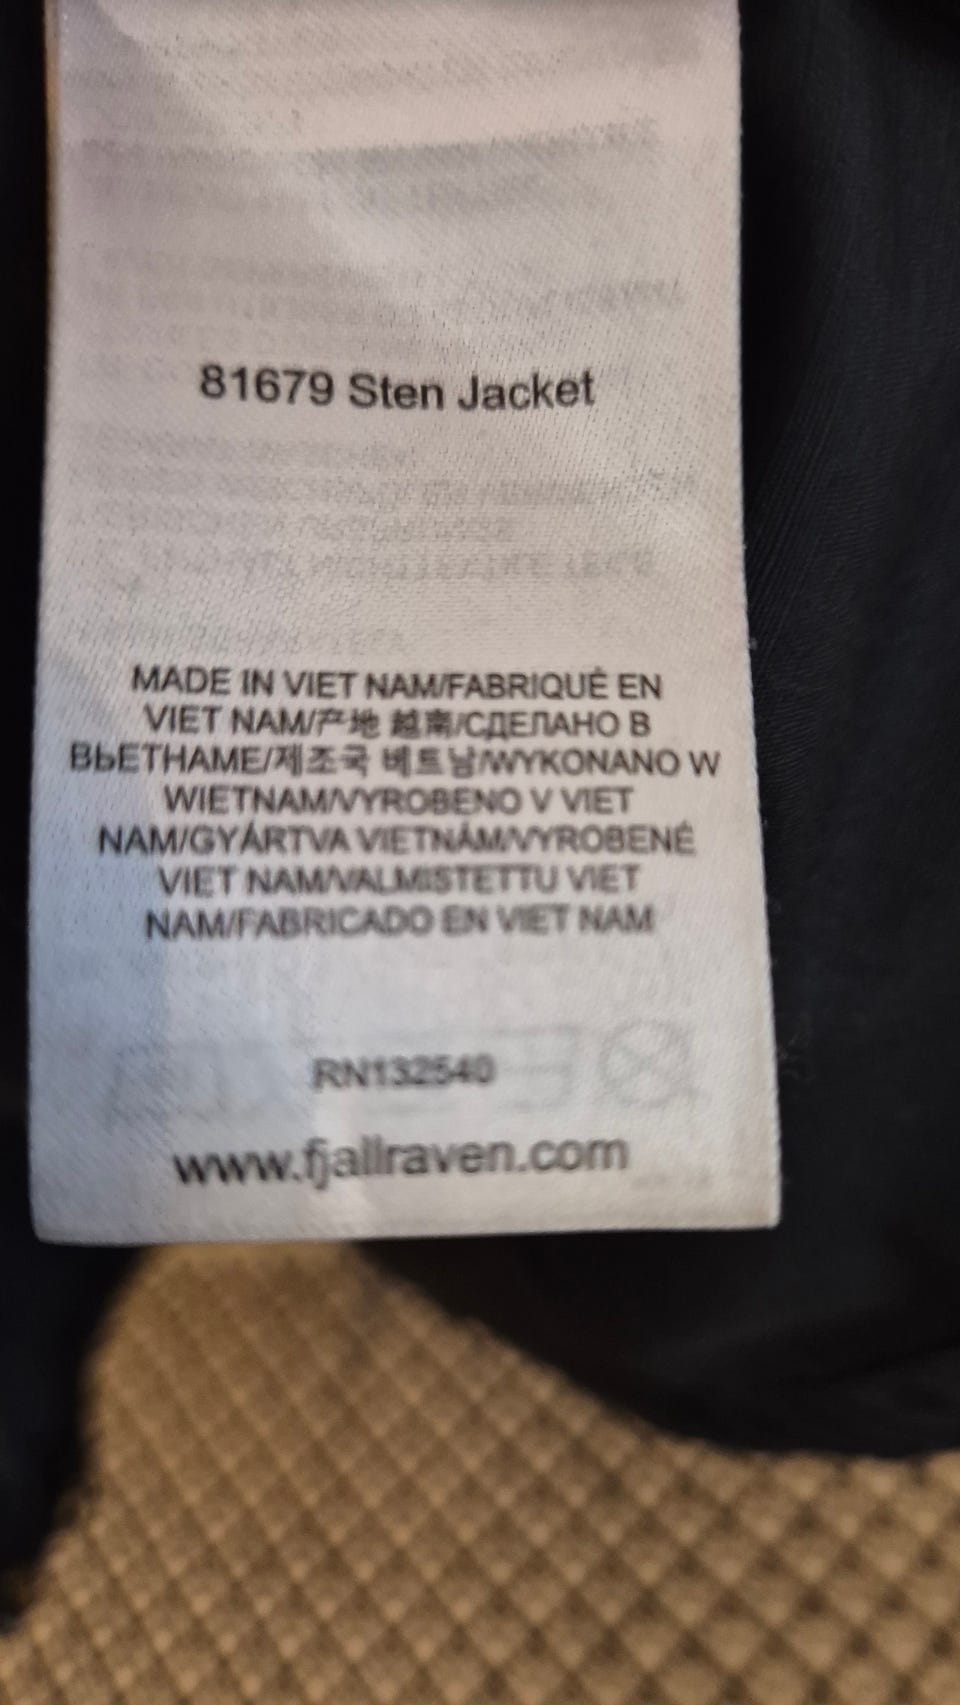 81679 Sten Jacket
MADE IN VIET NAM/FABRIQUÉ EN
VIET NAM/产地 越南/СДЕЛАНО В
ВЬЕТНАМЕ/제조국 베트남/WYKONANO W
WIETNAM/VYROBENO V VIET
NAM/GYÁRTVA VIETNÁM/VYROBENÉ
VIET NAM/VALMISTETTU VIET
NAM/FABRICADO EN VIET NAM
RN132540
www.fjallraven.com